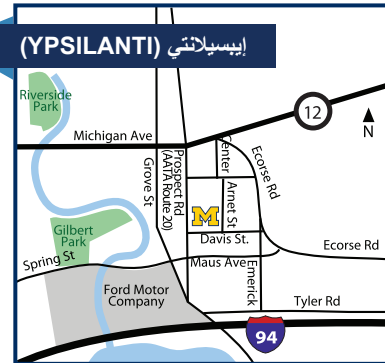 إيبسيلانتي (YPSILANTI)
Riverside
Park
12
N
Michigan Ave
Center
Ecorse Rd
Grove St
Prospect Rd
(AATA Route 20)
Arnet St
M
Gilbert
Park
Davis St.
Ecorse Rd
Spring St
Maus Ave
Emerick
Ford Motor
Company
Tyler Rd
94